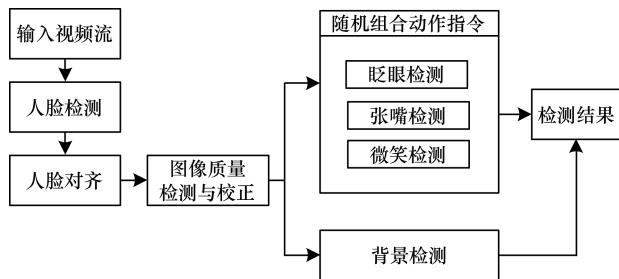 输入视频流
人脸检测
人脸对齐
图像质量
检测与校正
随机组合动作指令
眨眼检测
张嘴检测
微笑检测
背景检测
检测结果